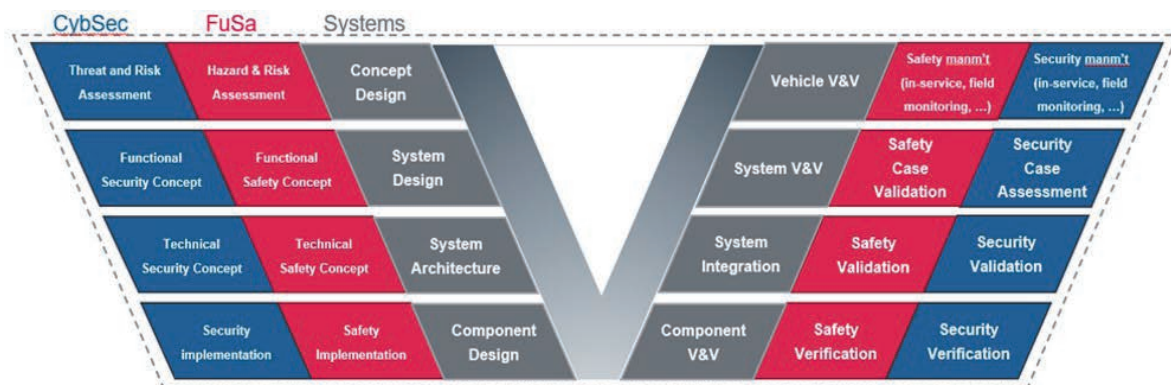 CybSec FuSa Systems
Threat and Risk
Assessment
Hazard & Risk
Assessment
Concept
Design
Vehicle V&V
Safety manm't
(in-service, field
monitoring, ...)
Security manm't
(in-service, field
monitoring, ...)
Functional
Security Concept
Functional
Safety Concept
System
Design
System V&V
Safety
Case
Validation
Security
Case
Assessment
Technical
Security Concept
Technical
Safety Concept
System
Architecture
System
Integration
Safety
Validation
Security
Validation
Security
implementation
Safety
Implementation
Component
Design
Component
V&V
Safety
Verification
Security
Verification